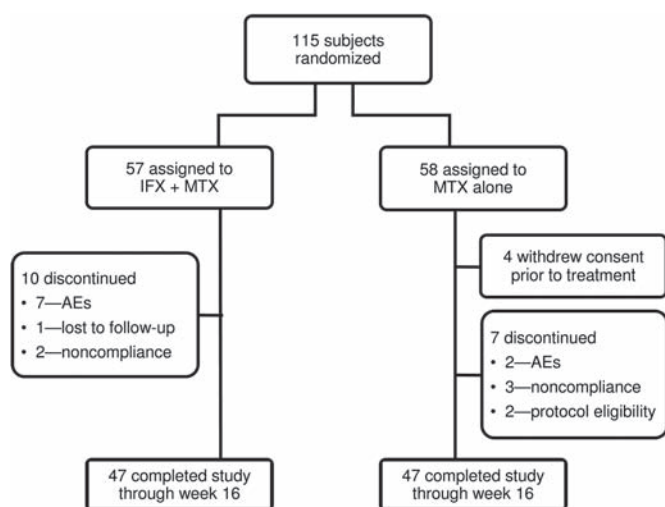 115 subjects
randomized
57 assigned to
IFX + MTX
58 assigned to
MTX alone
4 withdrew consent
prior to treatment
10 discontinued
• 7—AEs
• 1—lost to follow-up
• 2—noncompliance
7 discontinued
• 2—AEs
• 3—noncompliance
• 2—protocol eligibility
47 completed study
through week 16
47 completed study
through week 16